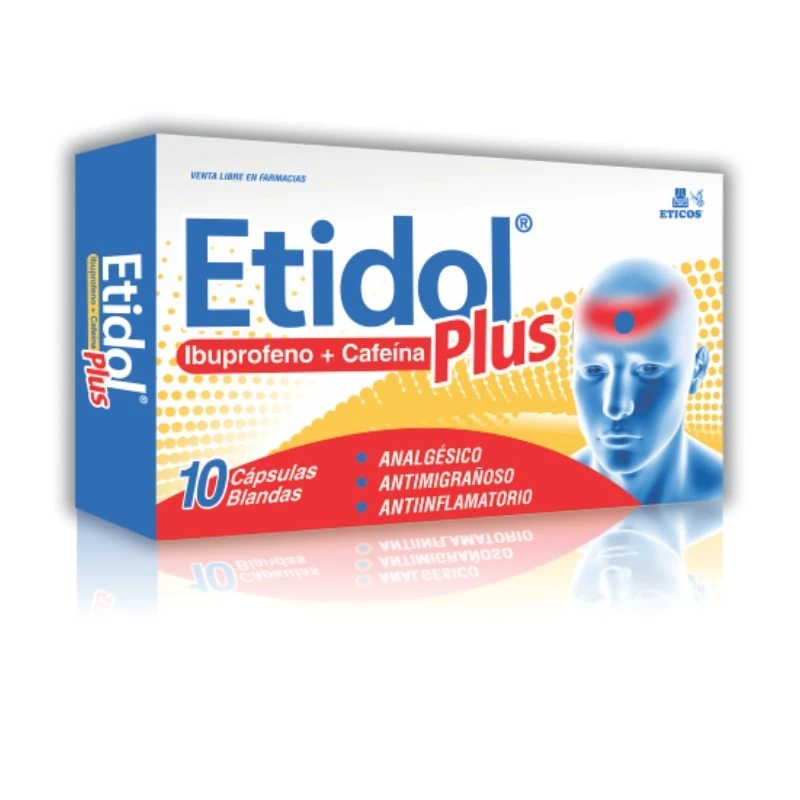 VENTA LIBRE EN FARMACIAS
Etidol®
Ibuprofeno + Cafeína
Plus
ETICOS
10 Cápsulas
Blandas
• ANALGÉSICO
• ANTIMIGRAÑOSO
• ANTIINFLAMATORIO
Etidol®
Ibuprofeno + Cafeína
Plus